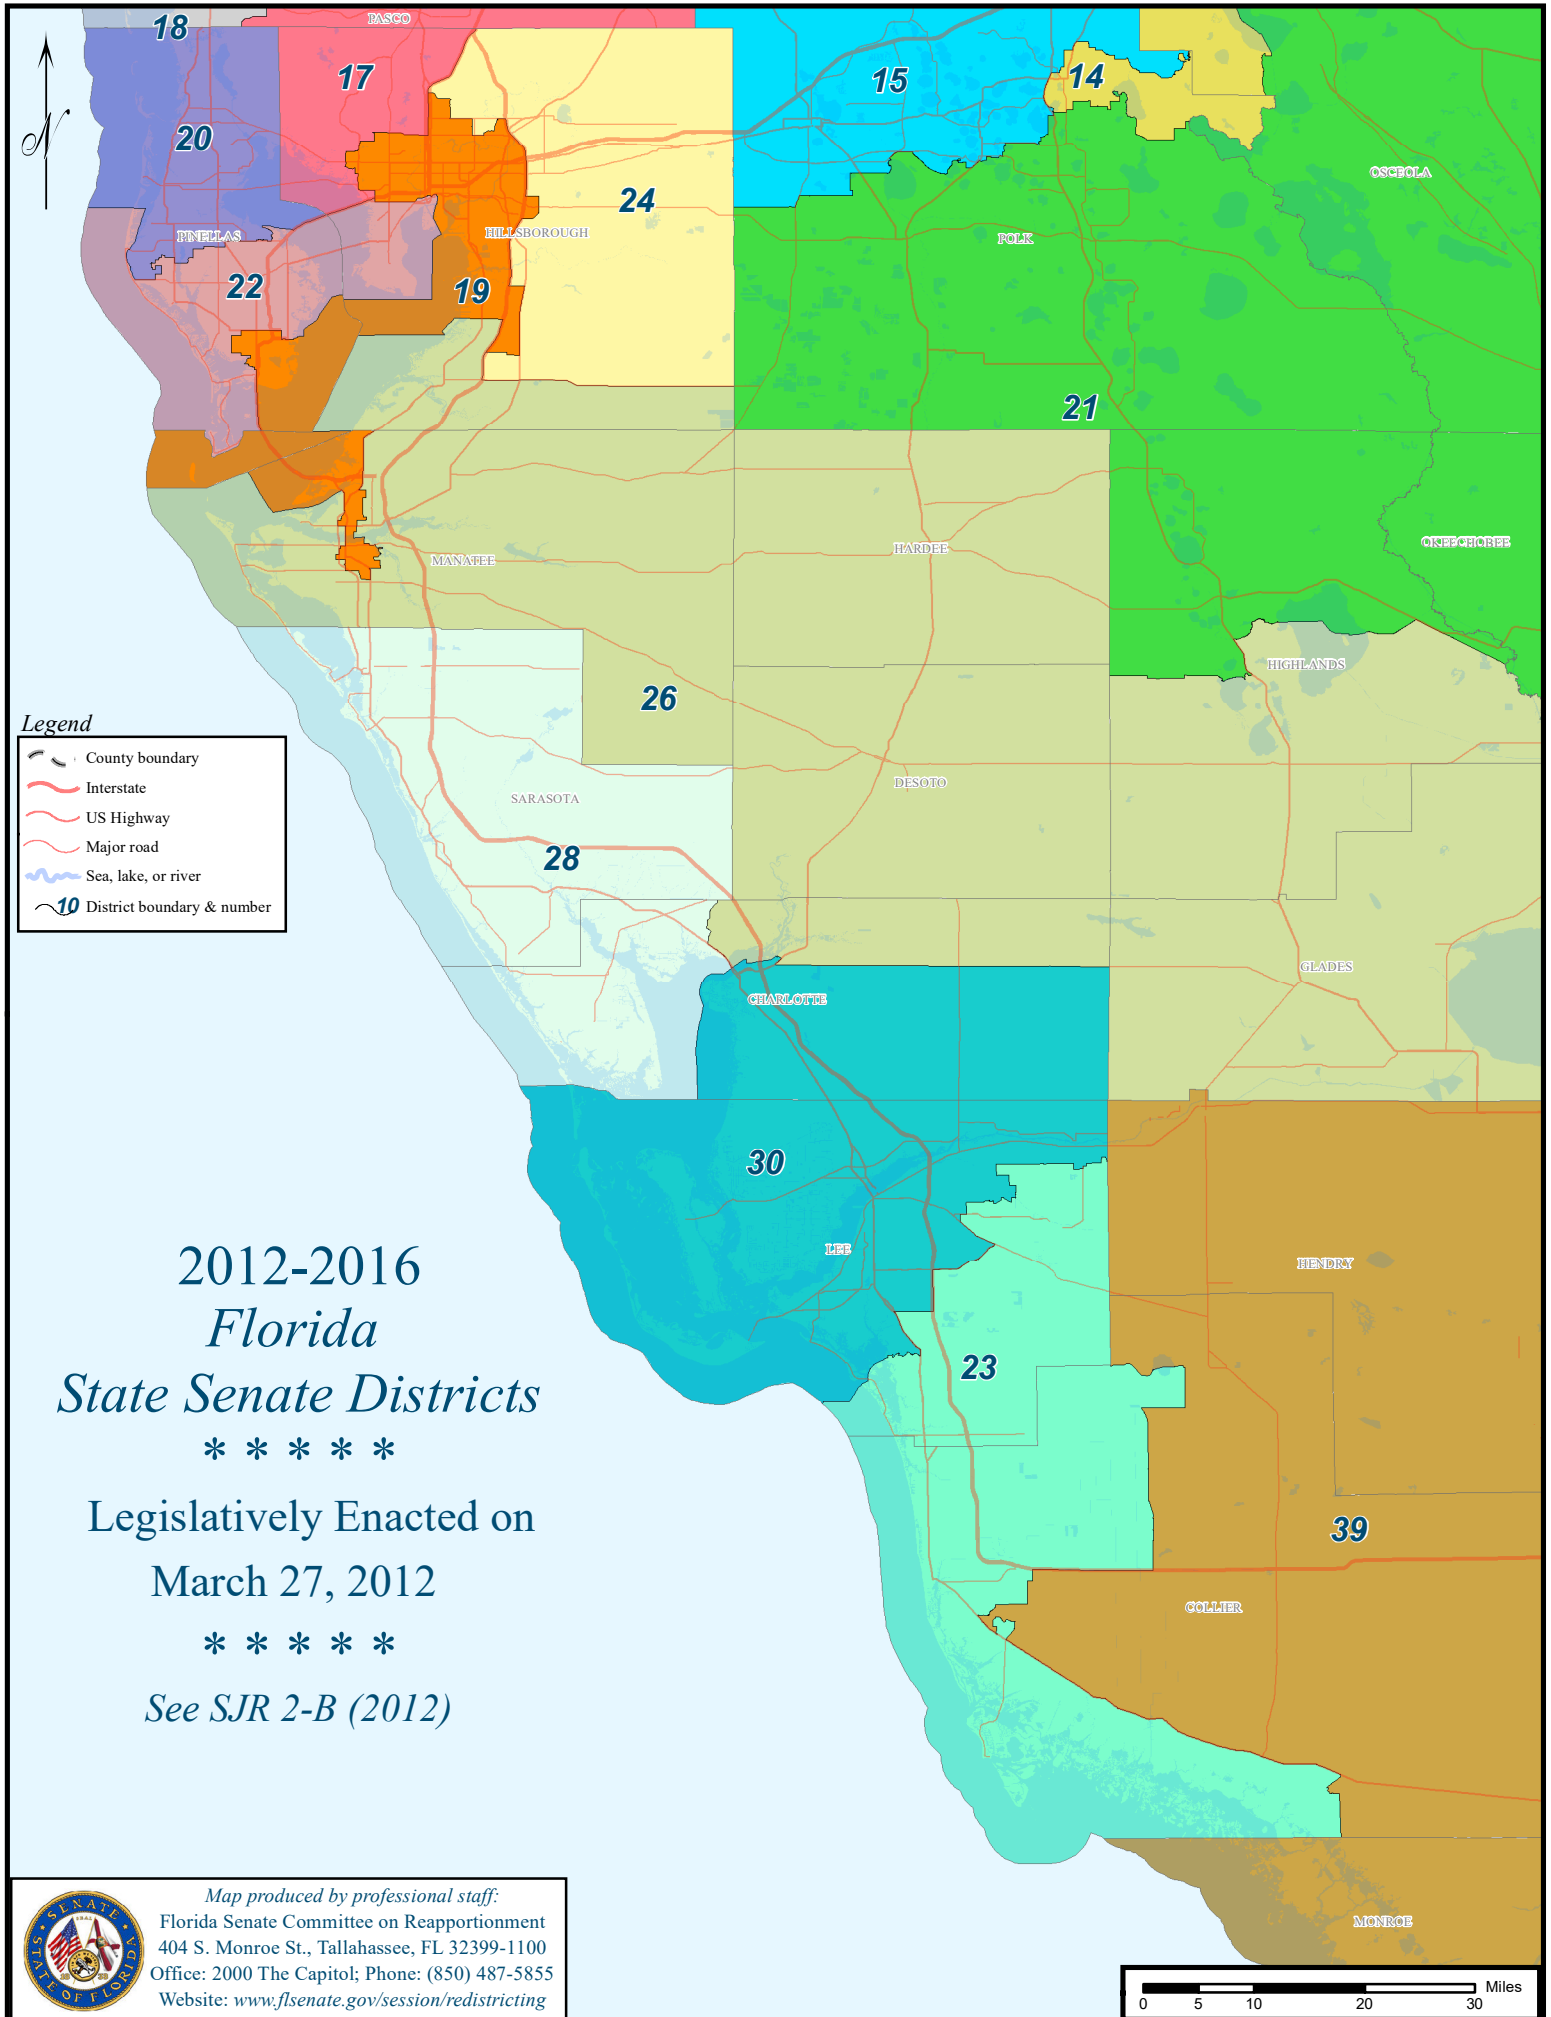 18
PASCO
17
15
14
20
24
OSCEOLA
PINELLAS
HILLSBOROUGH
POLK
22
19
21
MANATEE
HARDEE
OKEECHOBEE
HIGHLANDS
26
DESOTO
SARASOTA
28
GLADES
CHARLOTTE
30
LEE
HENDRY
23
39
COLLIER
MONROE
N
Legend
County boundary
Interstate
US Highway
Major road
Sea, lake, or river
10 District boundary & number
2012-2016
Florida
State Senate Districts
* * * * *
Legislatively Enacted on
March 27, 2012
* * * * *
See SJR 2-B (2012)
SENATE
STATE OF FLORIDA
Map produced by professional staff:
Florida Senate Committee on Reapportionment
404 S. Monroe St., Tallahassee, FL 32399-1100
Office: 2000 The Capitol; Phone: (850) 487-5855
Website: www.flsenate.gov/session/redistricting
Miles
0 5 10 20 30